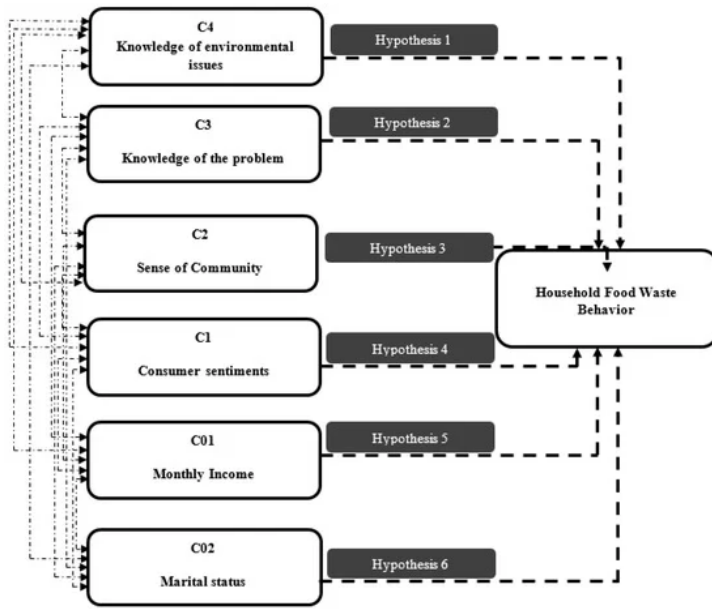 C4
Knowledge of environmental
issues
Hypothesis 1
C3
Knowledge of the problem
Hypothesis 2
C2
Sense of Community
Hypothesis 3
Household Food Waste
Behavior
C1
Consumer sentiments
Hypothesis 4
C01
Monthly Income
Hypothesis 5
C02
Marital status
Hypothesis 6